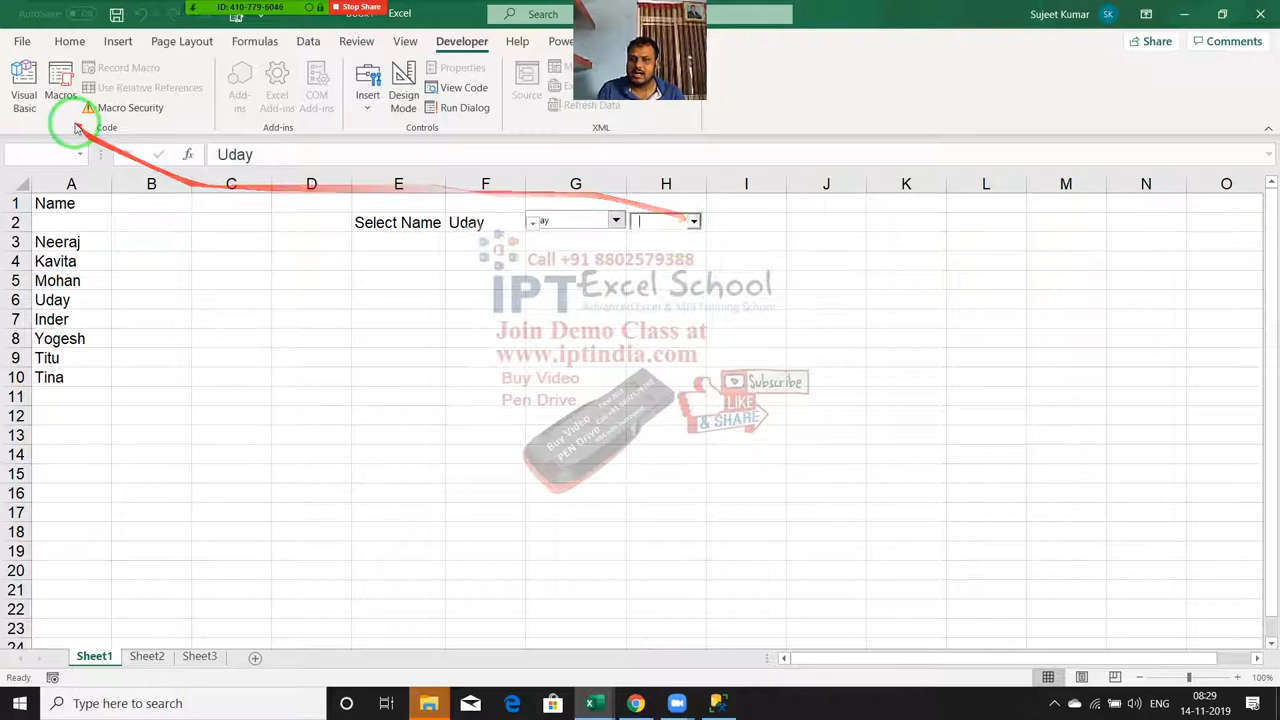 AutoSave
ID: 410-779-6046
Stop Share
Excel
Search
Sujeet Kumar
SK
File
Home
Insert
Page Layout
Formulas
Data
Review
View
Developer
Help
Share
Comments
Visual Basic
Macros
Record Macro
Use Relative References
Macro Security
Code
Add-ins
Excel Add-ins
COM Add-ins
Add-ins
Insert
Design Mode
Properties
View Code
Run Dialog
Controls
Source
Refresh Data
XML
fx
Uday
A B C D E F G H I J K L M N O
1 Name
2 Select Name Uday
3 Neeraj
4 Kavita
5 Mohan
6 Uday
7 Inder
8 Yogesh
9 Titu
10 Tina
11
12
13
14
15
16
17
18
19
20
21
22
23
24
Call +91 8802579388
IPT Excel School
Advanced Excel & MIS Training School
Join Demo Class at
www.iptindia.com
Buy Video
Pen Drive
Buy Video
PEN Drive
Subscribe
LIKE
& SHARE
Sheet1 Sheet2 Sheet3
Ready
100%
Type here to search
08:29
14-11-2019